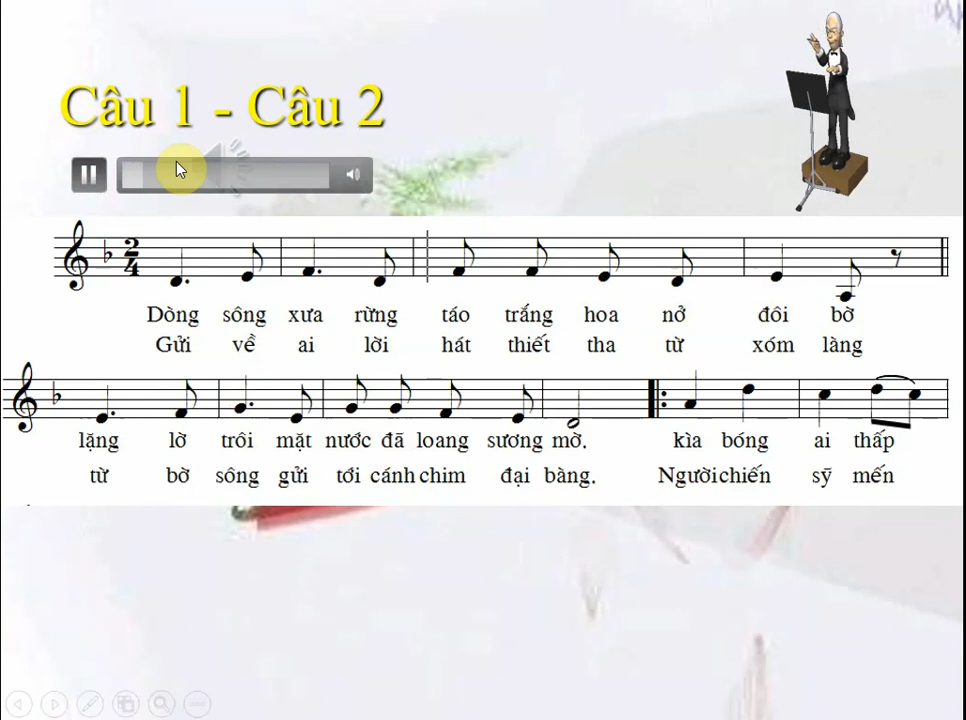 Câu 1 - Câu 2
2
4
Dòng sông xưa rừng táo trắng hoa nở đôi bờ
Gửi về ai lời hát thiết tha từ xóm làng
lặng lờ trôi mặt nước đã loang sương mờ. kìa bóng ai thấp
từ bờ sông gửi tới cánh chim đại bàng. Người chiến sỹ mến